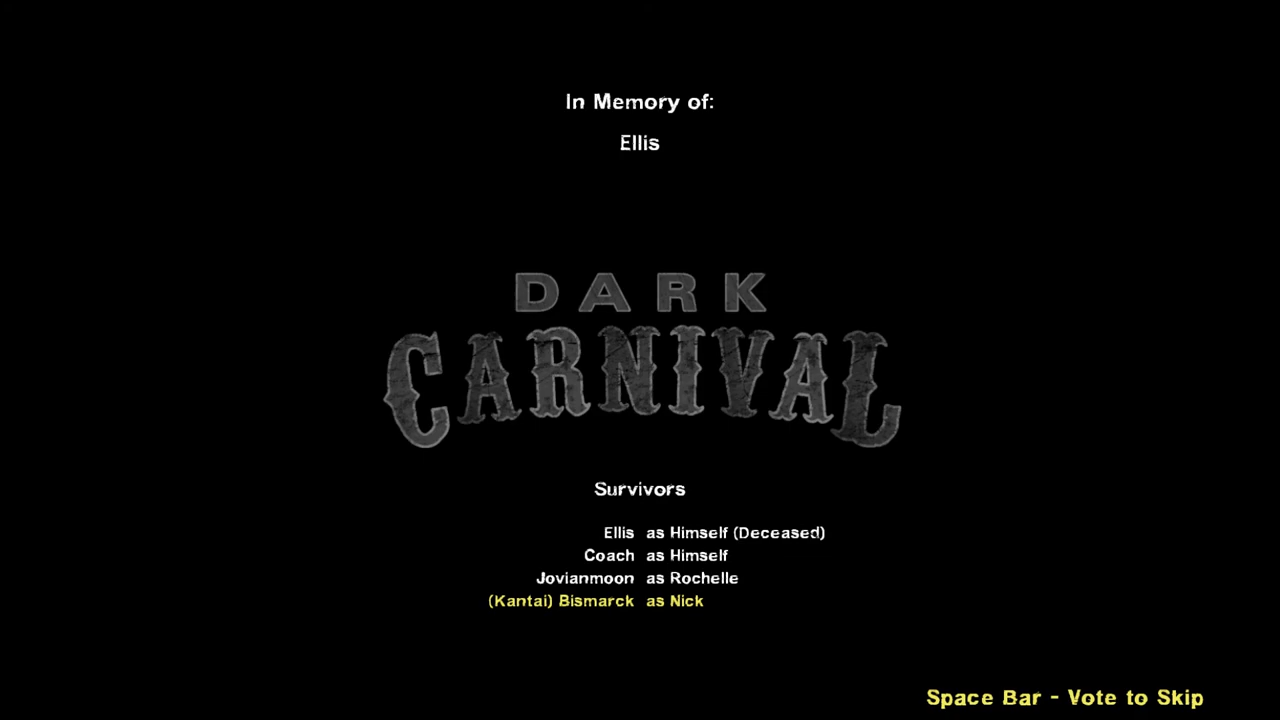 In Memory of:
Ellis
DARK
CARNIVAL
Survivors
Ellis as Himself (Deceased)
Coach as Himself
Jovianmoon as Rochelle
(Kantai) Bismarck as Nick
Space Bar - Vote to Skip